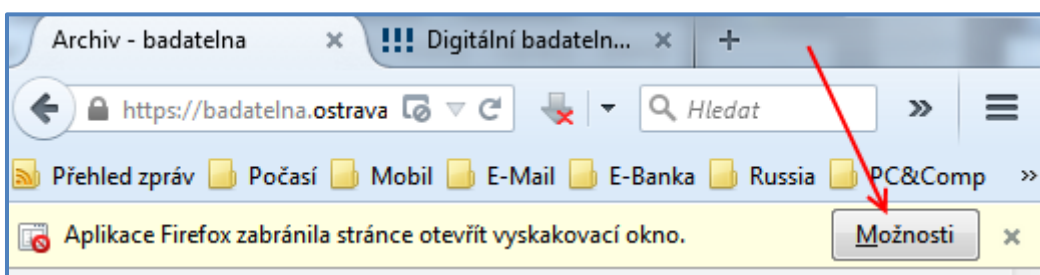 Archiv - badatelna !!! Digitální badateln...
https://badatelna.ostrava Hledat
Přehled zpráv Počasí Mobil E-Mail E-Banka Russia PC&Comp
Aplikace Firefox zabránila stránce otevřít vyskakovací okno. Možnosti